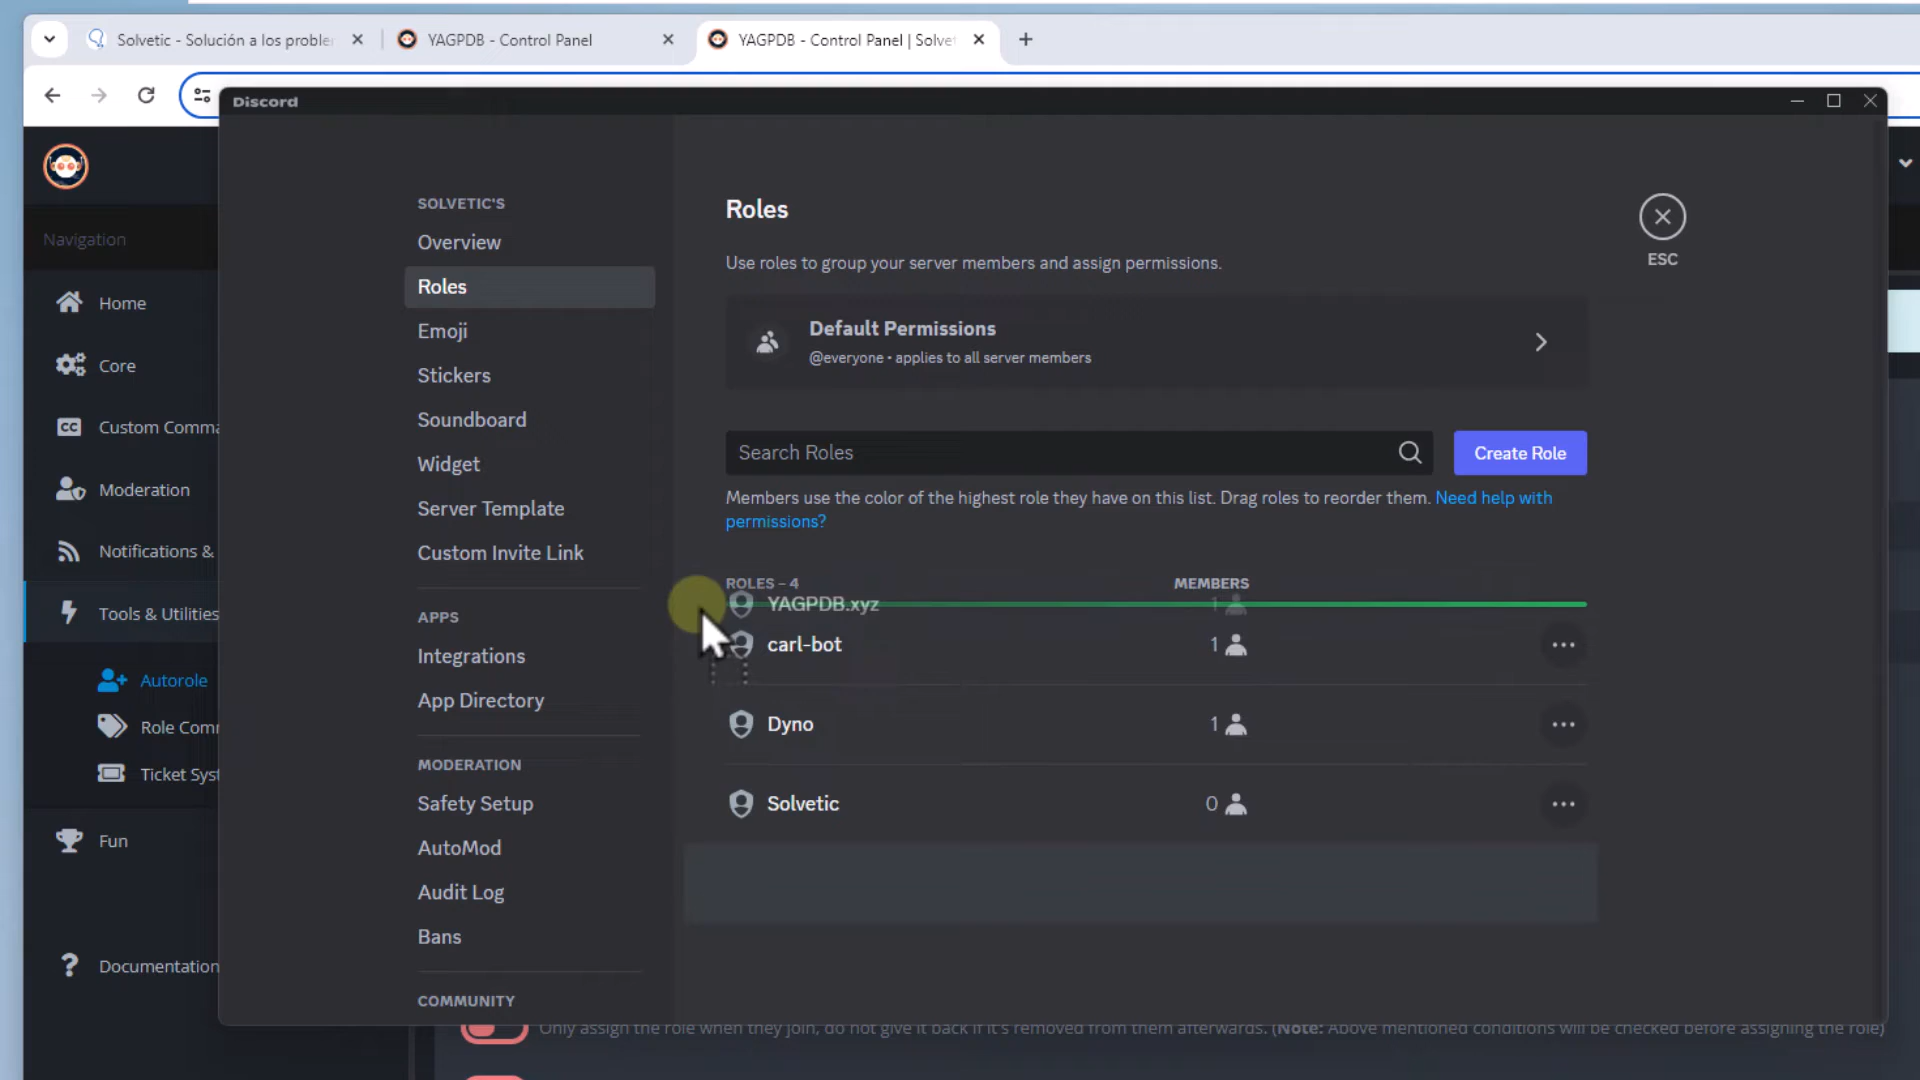 Solvetic - Solución a los proble
YAGPDB - Control Panel
YAGPDB - Control Panel | Solve
Discord
Navigation
Home
Core
Custom Comma
Moderation
Notifications &
Tools & Utilities
Autorole
Role Com
Ticket Sys
Fun
Documentation
SOLVETIC'S
Overview
Roles
Emoji
Stickers
Soundboard
Widget
Server Template
Custom Invite Link
APPS
Integrations
App Directory
MODERATION
Safety Setup
AutoMod
Audit Log
Bans
COMMUNITY
Roles
Use roles to group your server members and assign permissions.
ESC
Default Permissions
@everyone • applies to all server members
Search Roles
Create Role
Members use the color of the highest role they have on this list. Drag roles to reorder them. Need help with
permissions?
ROLES – 4 MEMBERS
YAGPDB.xyz 1
carl-bot 1
Dyno 1
Solvetic 0
Only assign the role when they join, do not give it back if it's removed from them afterwards. (Note: Above mentioned conditions will be checked before assigning the role)